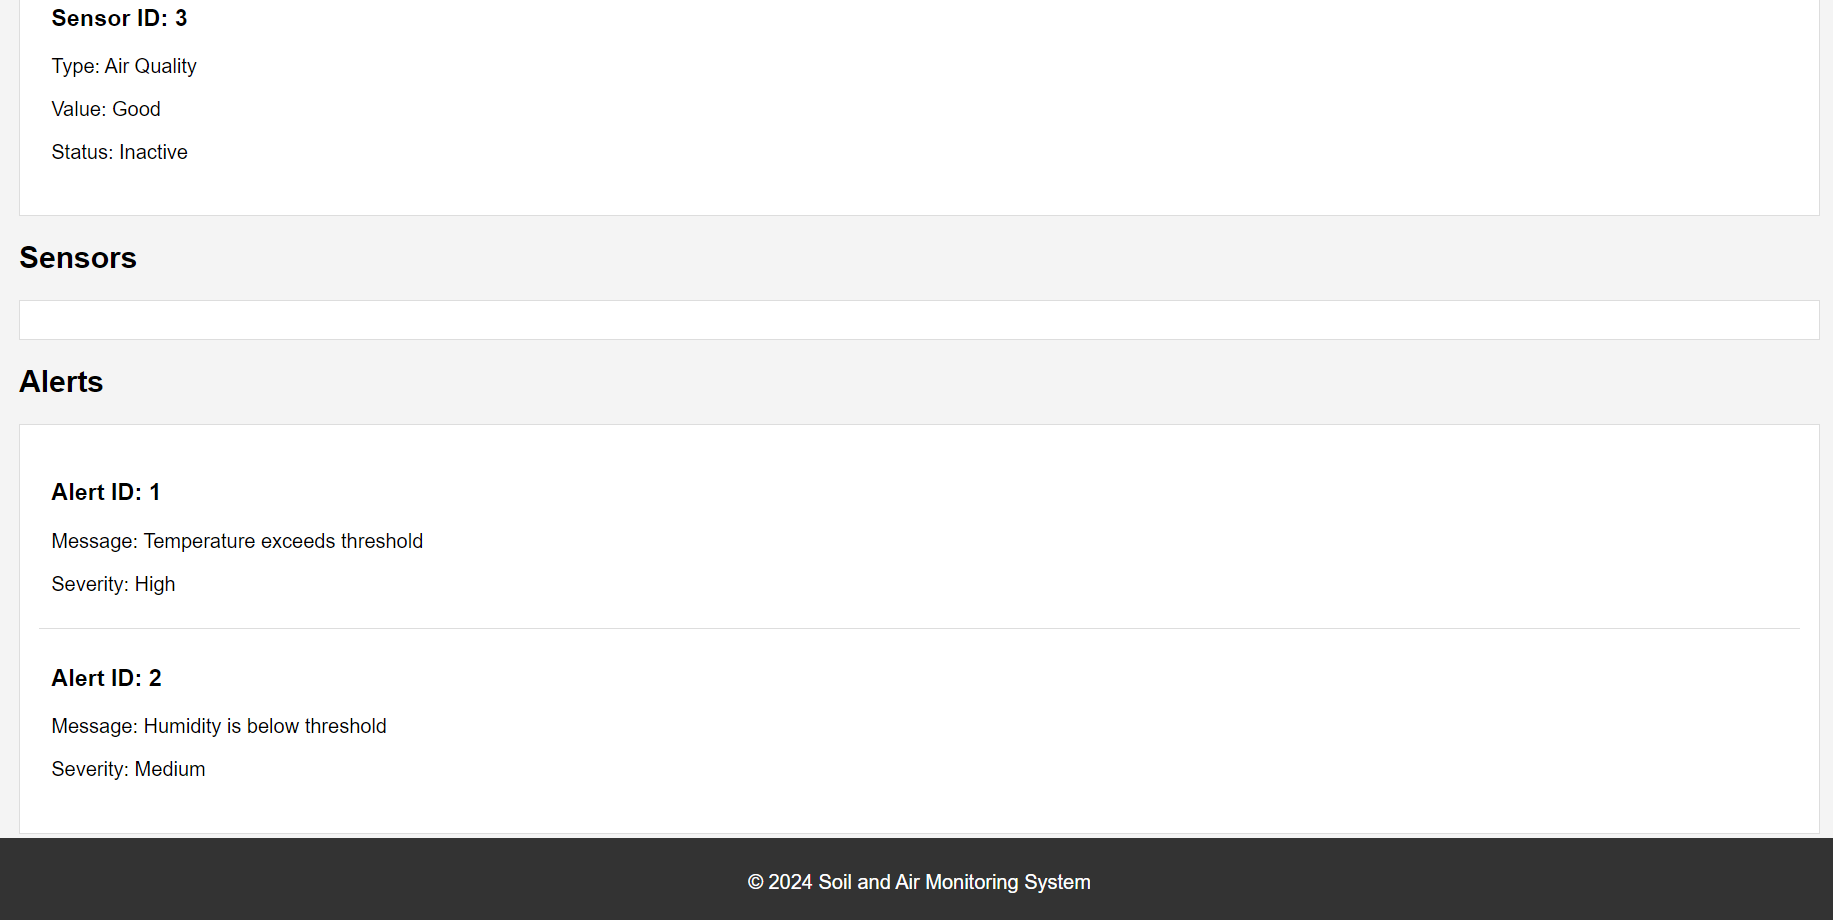 Sensor ID: 3
Type: Air Quality
Value: Good
Status: Inactive
Sensors
Alerts
Alert ID: 1
Message: Temperature exceeds threshold
Severity: High
Alert ID: 2
Message: Humidity is below threshold
Severity: Medium
© 2024 Soil and Air Monitoring System